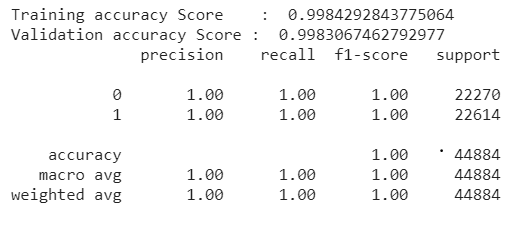 Training accuracy Score    :  0.9984292843775064
Validation accuracy Score :  0.9983067462792977
              precision    recall  f1-score   support

           0       1.00      1.00      1.00     22270
           1       1.00      1.00      1.00     22614

    accuracy                           1.00     44884
   macro avg       1.00      1.00      1.00     44884
weighted avg       1.00      1.00      1.00     44884